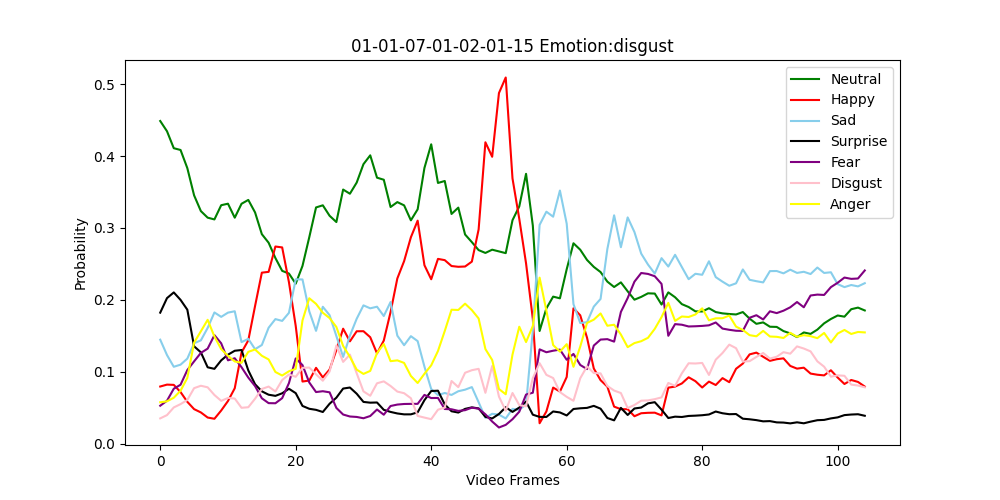 01-01-07-01-02-01-15 Emotion:disgust
Probability
0.5
0.4
0.3
0.2
0.1
0.0
0 20 40 60 80 100
Video Frames
Neutral
Happy
Sad
Surprise
Fear
Disgust
Anger